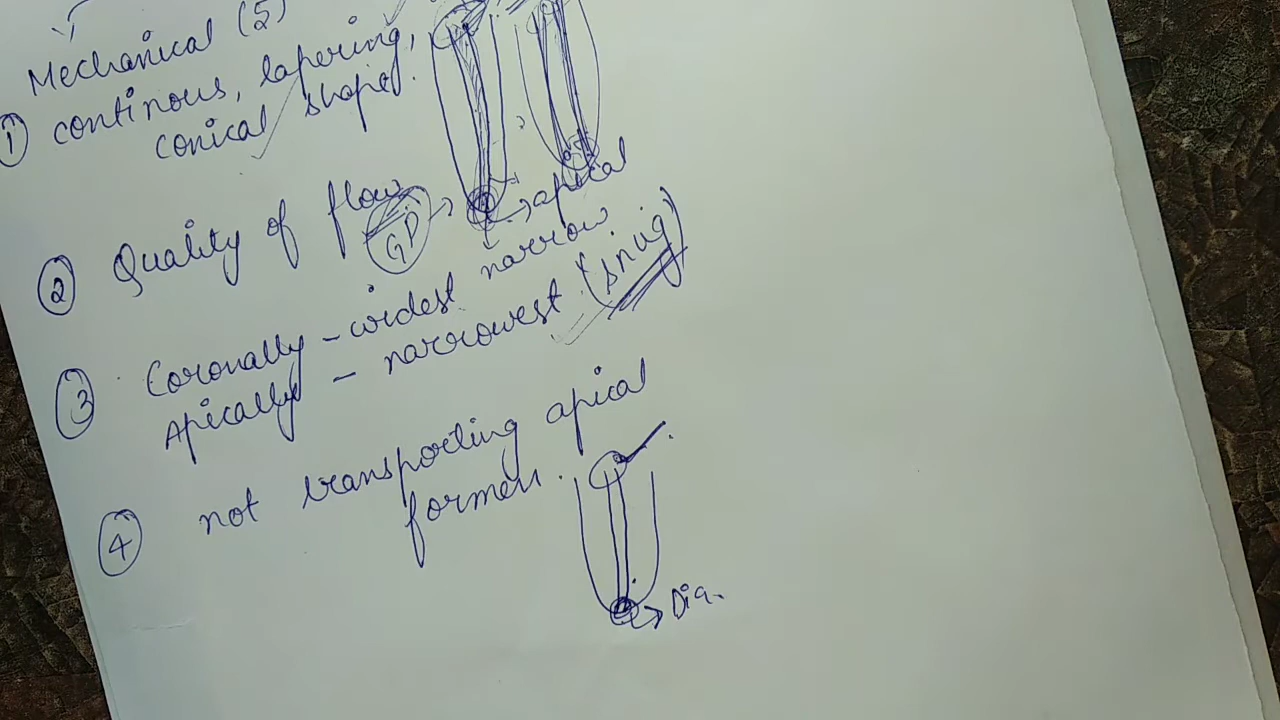 Mechanical (5)
① continous, tapering,
conical shape.
② Quality of flow
GP
apical
③ Coronally - widest narrow.
Apically - narrowest. (snug)
④ not transporting apical
formen.
Dia.